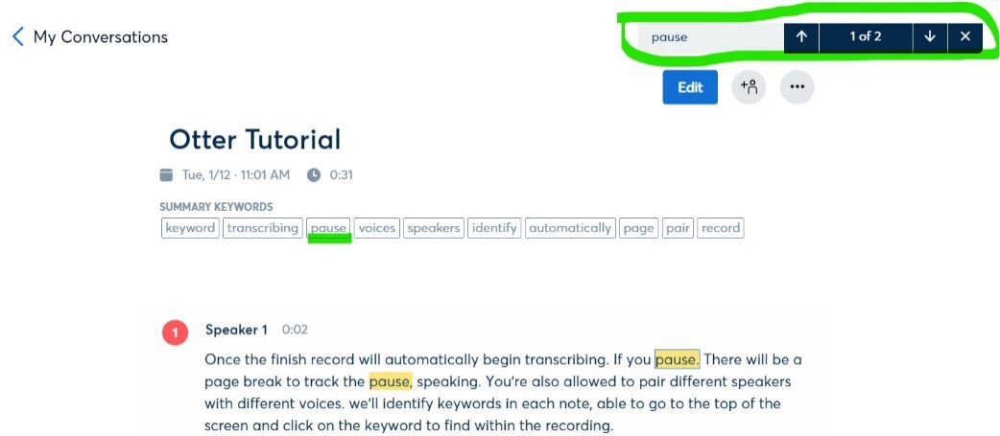 My Conversations
pause 1 of 2
Edit
Otter Tutorial
Tue, 1/12 · 11:01 AM 0:31
SUMMARY KEYWORDS
keyword transcribing pause voices speakers identify automatically page pair record
1 Speaker 1 0:02
Once the finish record will automatically begin transcribing. If you pause. There will be a
page break to track the pause, speaking. You're also allowed to pair different speakers
with different voices. we'll identify keywords in each note, able to go to the top of the
screen and click on the keyword to find within the recording.